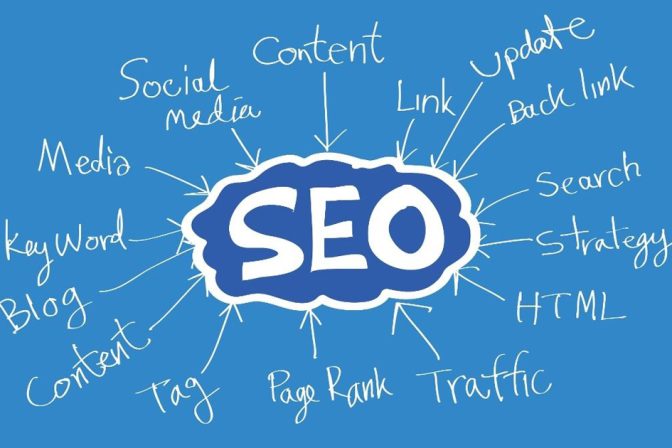 Content
Update
Social
media
Link
Back link
Media
Search
KeyWord
SEO
Strategy
Blog
HTML
Content
Tag
Page Rank
Traffic